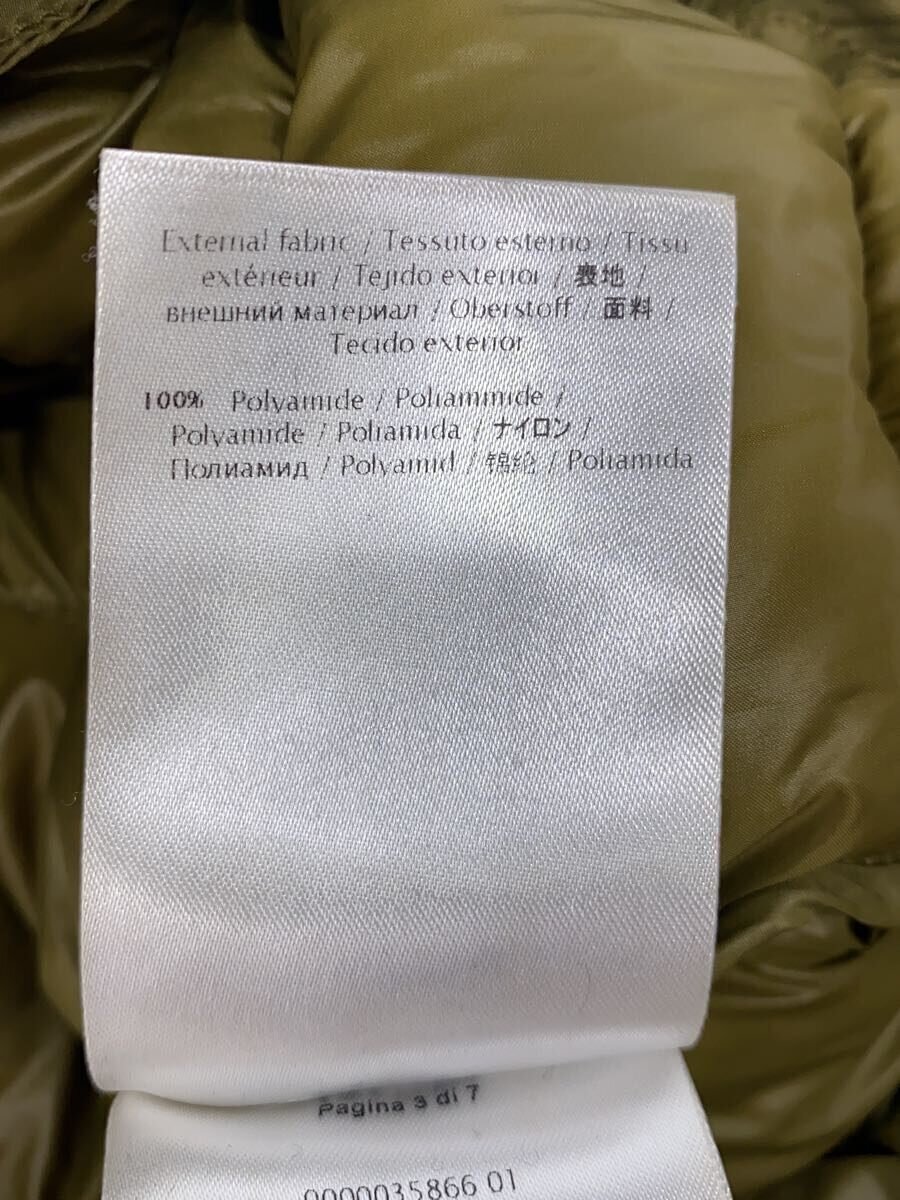 External fabric / Tessuto esterno / Tissu
extérieur / Tejido exterior / 表地 /
внешний материал / Oberstoff / 面料 /
Tecido exterior
100% Polyamide / Poliammide /
Polyamide / Poliamida / ナイロン /
Полиамид / Polyamid / 锦纶 / Poliamida
Pagina 3 di 7
0000035866 01